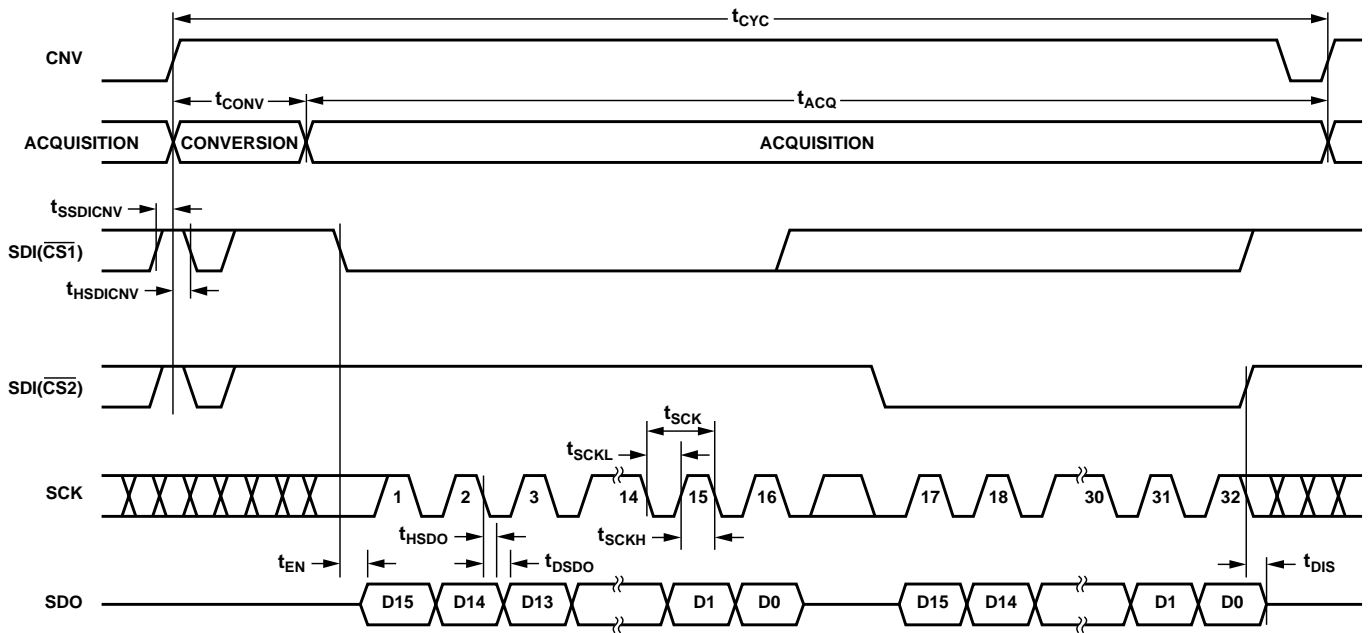 tCYC
CNV
tCONV
tACQ
ACQUISITION
CONVERSION
ACQUISITION
tSSDICNV
SDI(CS1)
tHSDICNV
SDI(CS2)
tSCK
tSCKL
SCK
1 2 3 14 15 16 17 18 30 31 32
tHSDO
tSCKH
tEN
tDSDO
tDIS
SDO
D15 D14 D13 D1 D0 D15 D14 D1 D0